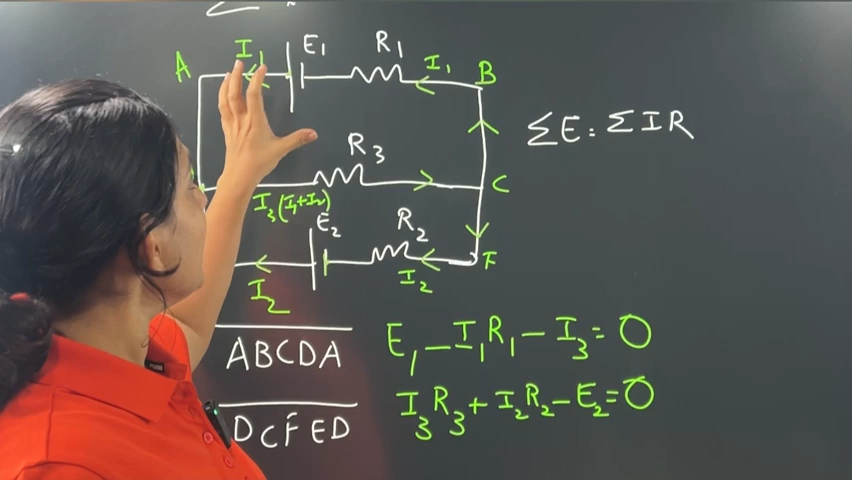 Σ
A I₁ E₁ R₁ I₁ B
ΣE = ΣIR
R₃
C
I₃(I₁+I₂)
E₂ R₂
F
I₂ I₂
ABCDA E₁ - I₁R₁ - I₃ = 0
DCFED I₃R₃ + I₂R₂ - E₂ = 0